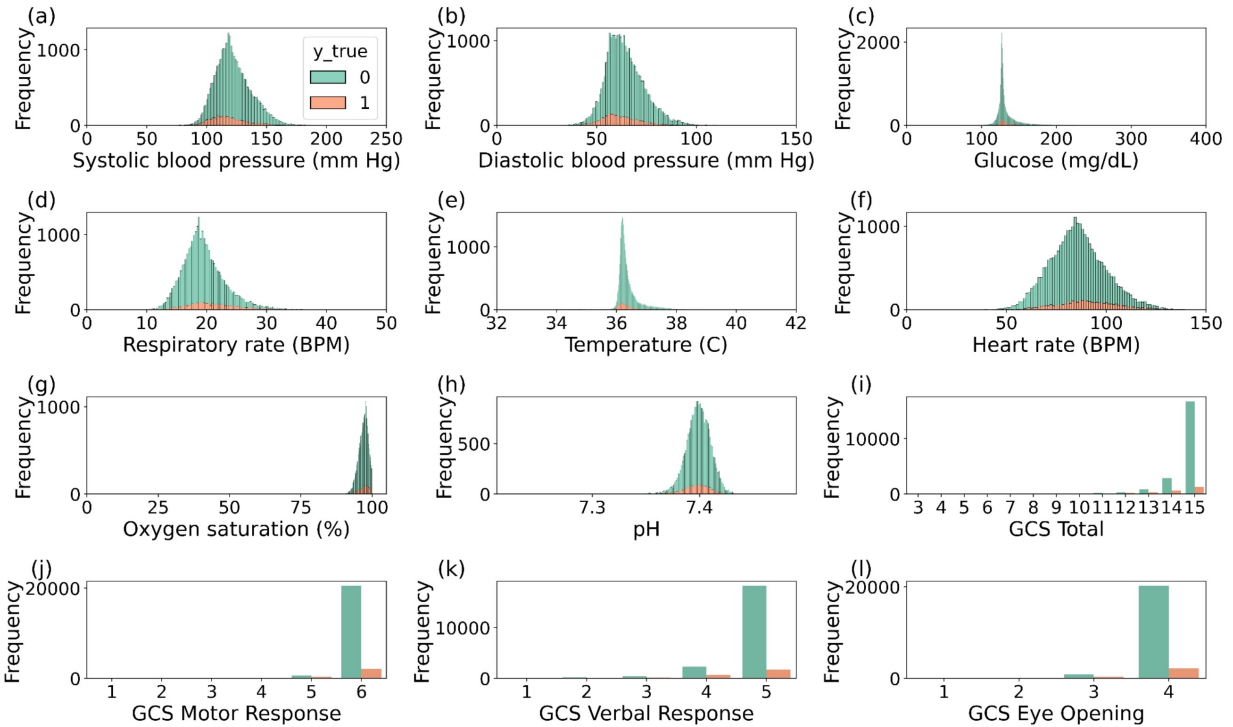 (a)
Frequency
1000
0
0 50 100 150 200 250
Systolic blood pressure (mm Hg)
y_true
0
1
(b)
Frequency
1000
0
0 50 100 150
Diastolic blood pressure (mm Hg)
(c)
Frequency
2000
0
0 100 200 300 400
Glucose (mg/dL)
(d)
Frequency
1000
0
0 10 20 30 40 50
Respiratory rate (BPM)
(e)
Frequency
1000
0
32 34 36 38 40 42
Temperature (C)
(f)
Frequency
1000
0
0 50 100 150
Heart rate (BPM)
(g)
Frequency
1000
0
0 25 50 75 100
Oxygen saturation (%)
(h)
Frequency
500
0
7.3 7.4
pH
(i)
Frequency
10000
0
3 4 5 6 7 8 9 10 11 12 13 14 15
GCS Total
(j)
Frequency
20000
0
1 2 3 4 5 6
GCS Motor Response
(k)
Frequency
10000
0
1 2 3 4 5
GCS Verbal Response
(l)
Frequency
20000
0
1 2 3 4
GCS Eye Opening